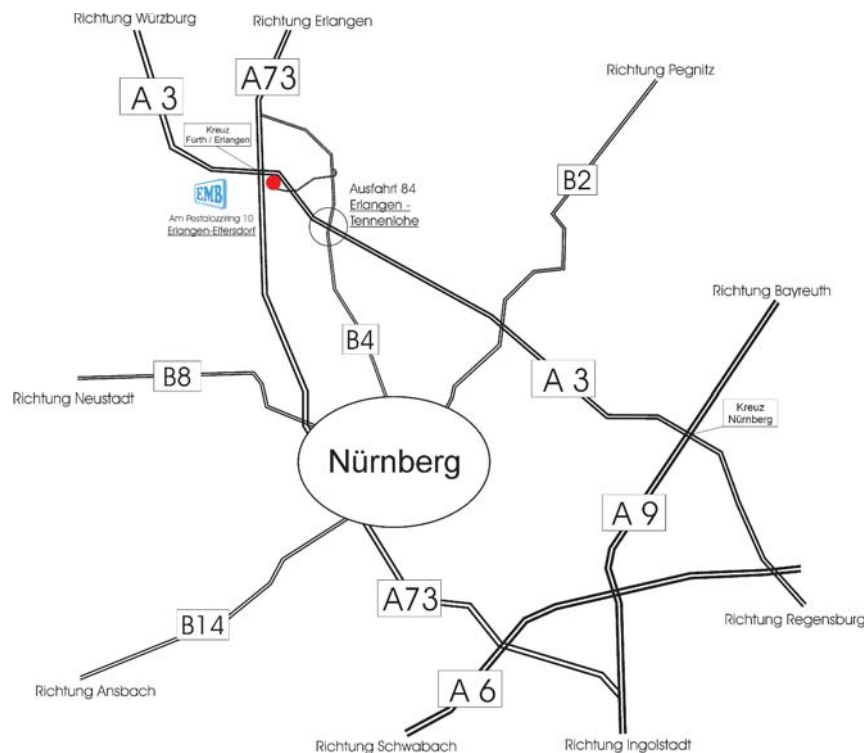 Richtung Würzburg
Richtung Erlangen
A73
Richtung Pegnitz
A 3
Kreuz
Fürth / Erlangen
B2
EMB
Ausfahrt 84
Erlangen -
Tennenlohe
Am Pestalozziring 10
Erlangen-Eltersdorf
Richtung Bayreuth
B4
B8
A 3
Richtung Neustadt
Kreuz
Nürnberg
Nürnberg
A 9
A73
B14
Richtung Regensburg
Richtung Ansbach
A 6
Richtung Schwabach
Richtung Ingolstadt